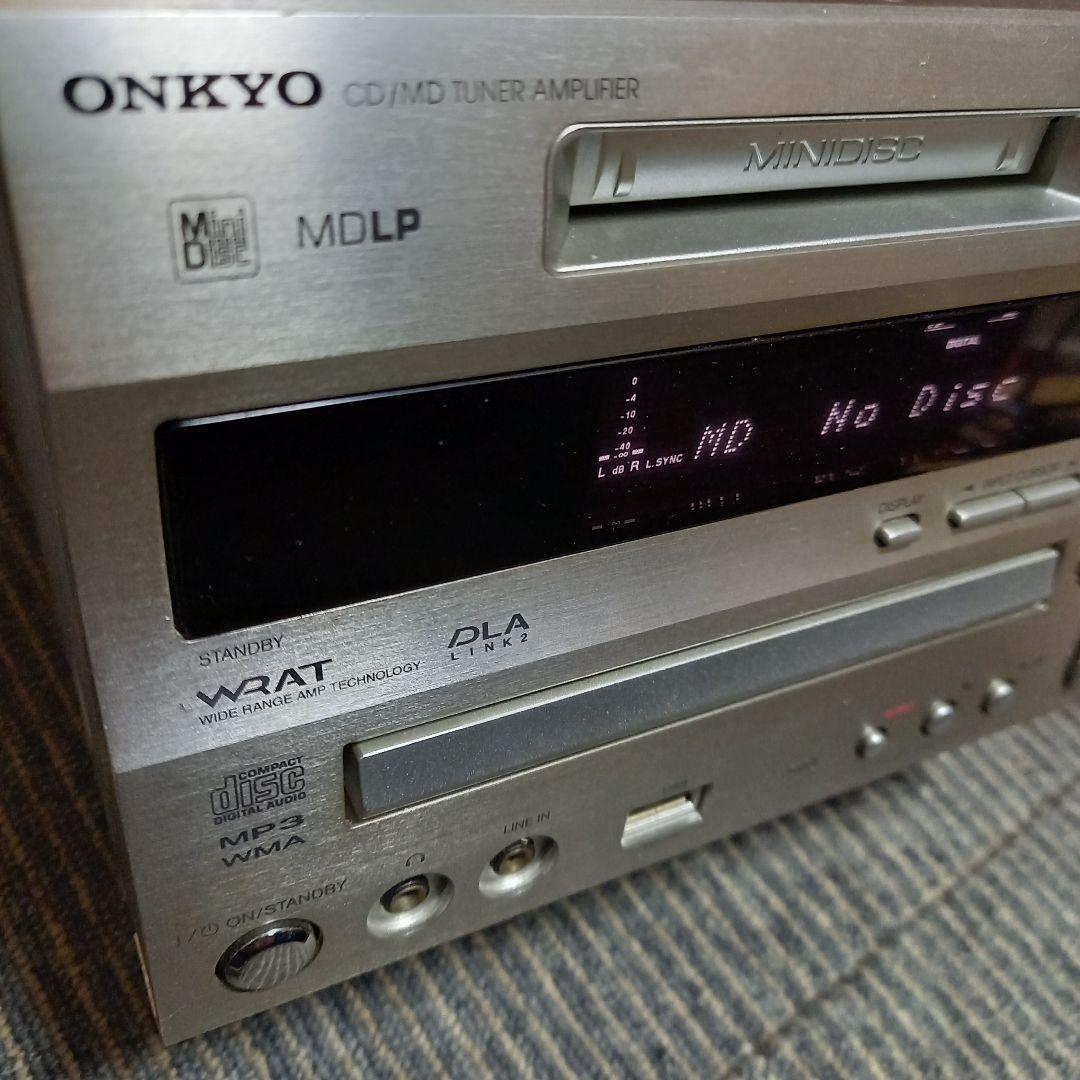 ONKYO CD/MD TUNER AMPLIFIER
MINIDISC
Mini Disc MDLP
DIGITAL
0
-4
-10
-20
-40
-∞
L dB R L.SYNC
MD No Disc
DISPLAY
INPUT/CURSOR
STANDBY
WRAT
WIDE RANGE AMP TECHNOLOGY
DLA
LINK 2
COMPACT
disc
DIGITAL AUDIO
MP3
WMA
LINE IN
I/⏻ ON/STANDBY